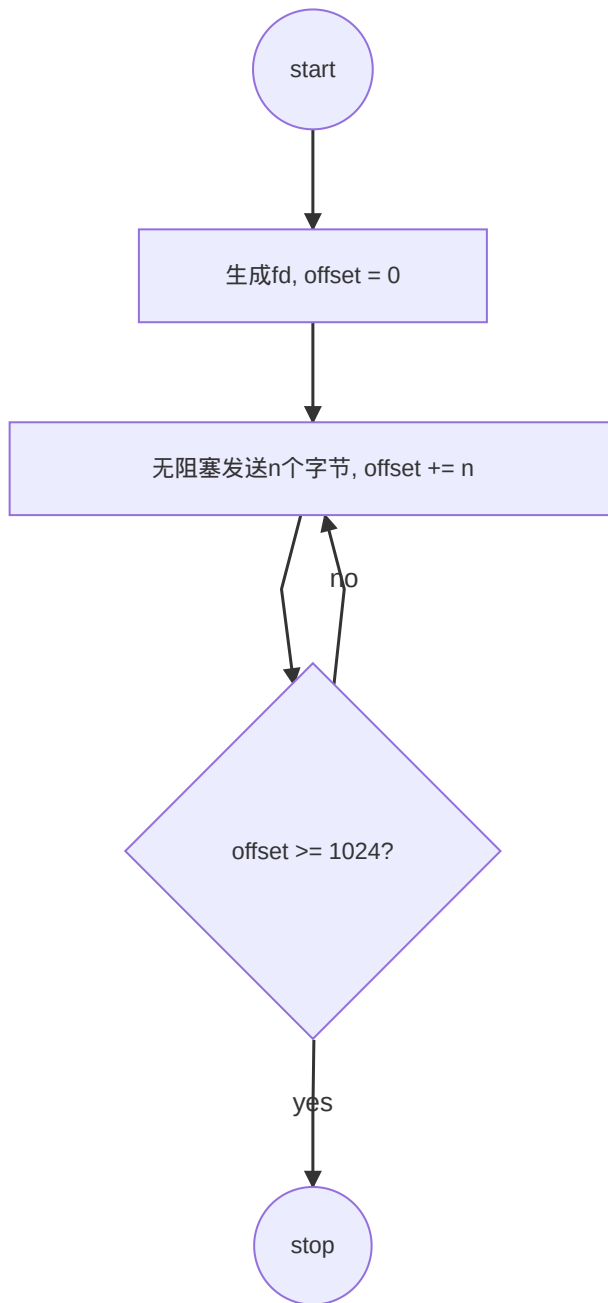 start
生成fd, offset = 0
无阻塞发送n个字节, offset += n
no
offset >= 1024?
yes
stop